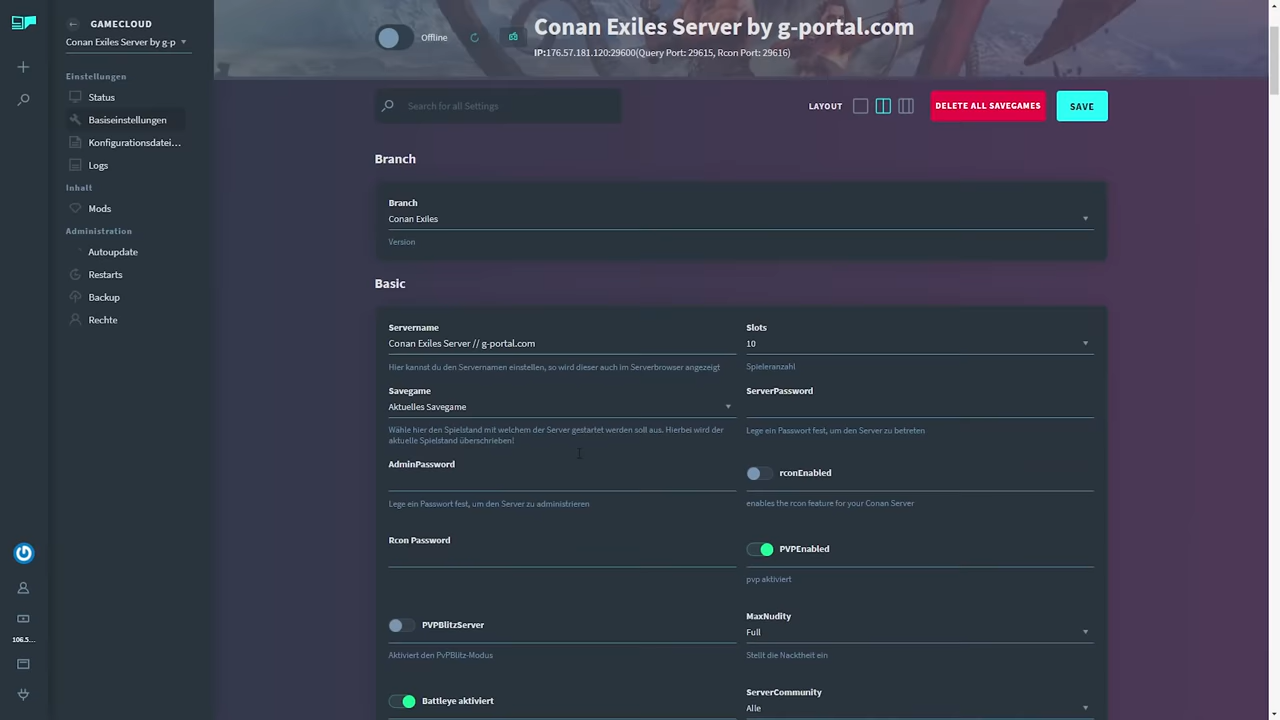 GAMECLOUD
Conan Exiles Server by g-p
Einstellungen
Status
Basiseinstellungen
Konfigurationsdatei...
Logs
Inhalt
Mods
Administration
Autoupdate
Restarts
Backup
Rechte
106.5...
Offline
Conan Exiles Server by g-portal.com
IP:176.57.181.120:29600(Query Port: 29615, Rcon Port: 29616)
Search for all Settings
LAYOUT
DELETE ALL SAVEGAMES
SAVE
Branch
Branch
Conan Exiles
Version
Basic
Servername
Conan Exiles Server // g-portal.com
Hier kannst du den Servernamen einstellen, so wird dieser auch im Serverbrowser angezeigt
Slots
10
Spieleranzahl
Savegame
Aktuelles Savegame
Wähle hier den Spielstand mit welchem der Server gestartet werden soll aus. Hierbei wird der
aktuelle Spielstand überschrieben!
ServerPassword
Lege ein Passwort fest, um den Server zu betreten
AdminPassword
Lege ein Passwort fest, um den Server zu administrieren
rconEnabled
enables the rcon feature for your Conan Server
Rcon Password
PVPEnabled
pvp aktiviert
PVPBlitzServer
Aktiviert den PvPBlitz-Modus
MaxNudity
Full
Stellt die Nacktheit ein
Battleye aktiviert
ServerCommunity
Alle